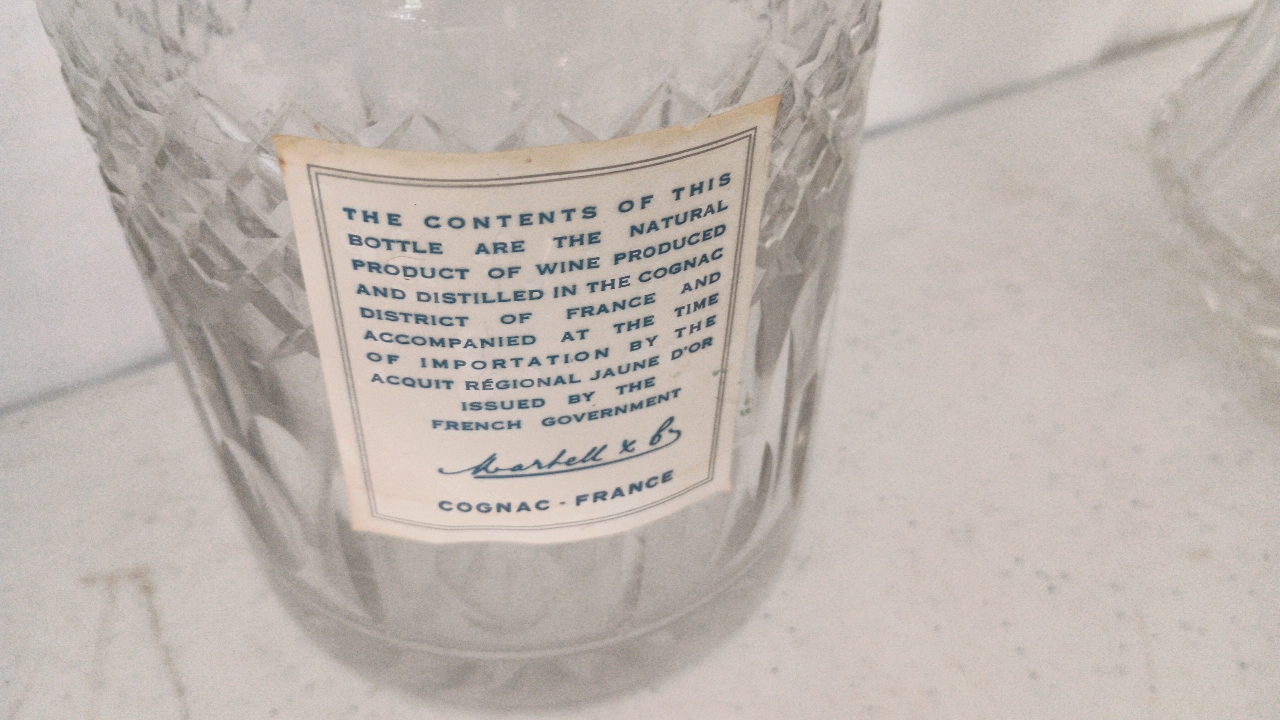 THE CONTENTS OF THIS
BOTTLE ARE THE NATURAL
PRODUCT OF WINE PRODUCED
AND DISTILLED IN THE COGNAC
DISTRICT OF FRANCE AND
ACCOMPANIED AT THE TIME
OF IMPORTATION BY THE
ACQUIT RÉGIONAL JAUNE D'OR
ISSUED BY THE
FRENCH GOVERNMENT
Martell & Co
COGNAC - FRANCE